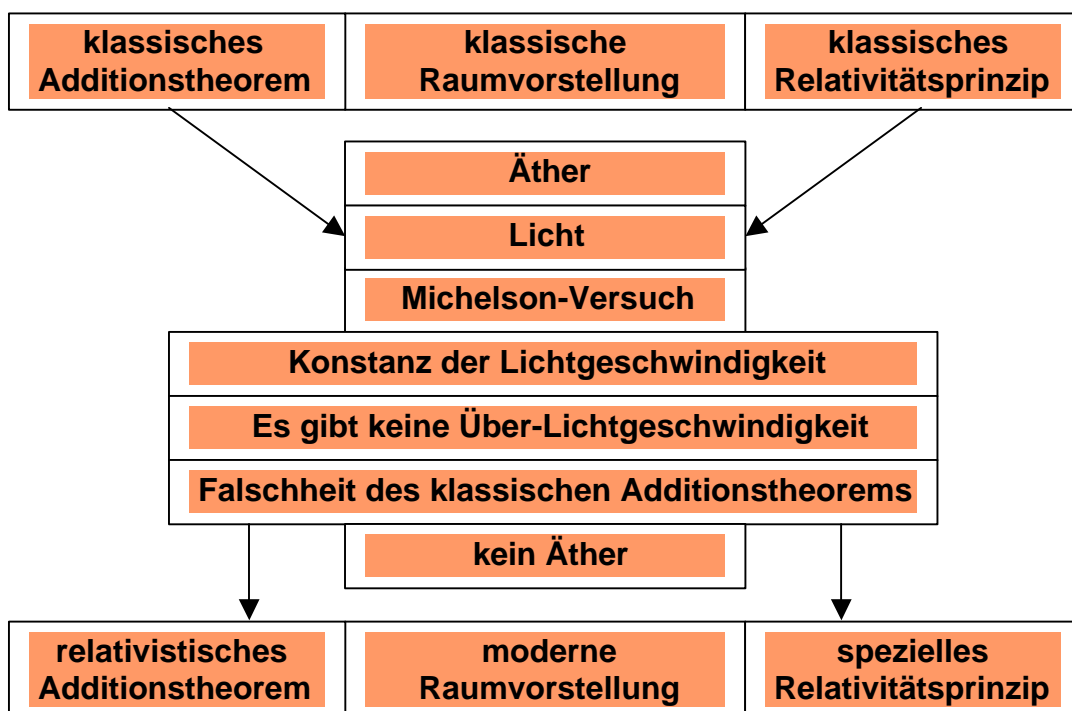 klassisches
Additionstheorem
klassische
Raumvorstellung
klassisches
Relativitätsprinzip
Äther
Licht
Michelson-Versuch
Konstanz der Lichtgeschwindigkeit
Es gibt keine Über-Lichtgeschwindigkeit
Falschheit des klassischen Additionstheorems
kein Äther
relativistisches
Additionstheorem
moderne
Raumvorstellung
spezielles
Relativitätsprinzip